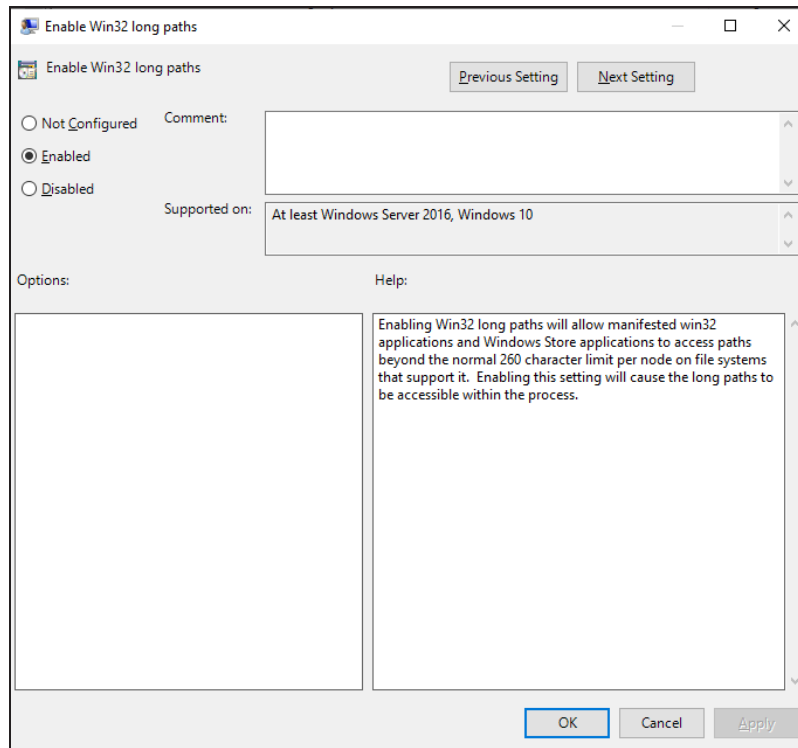 Enable Win32 long paths
Enable Win32 long paths
Previous Setting
Next Setting
Not Configured
Comment:
Enabled
Disabled
Supported on:
At least Windows Server 2016, Windows 10
Options:
Help:
Enabling Win32 long paths will allow manifested win32
applications and Windows Store applications to access paths
beyond the normal 260 character limit per node on file systems
that support it.  Enabling this setting will cause the long paths to
be accessible within the process.
OK
Cancel
Apply